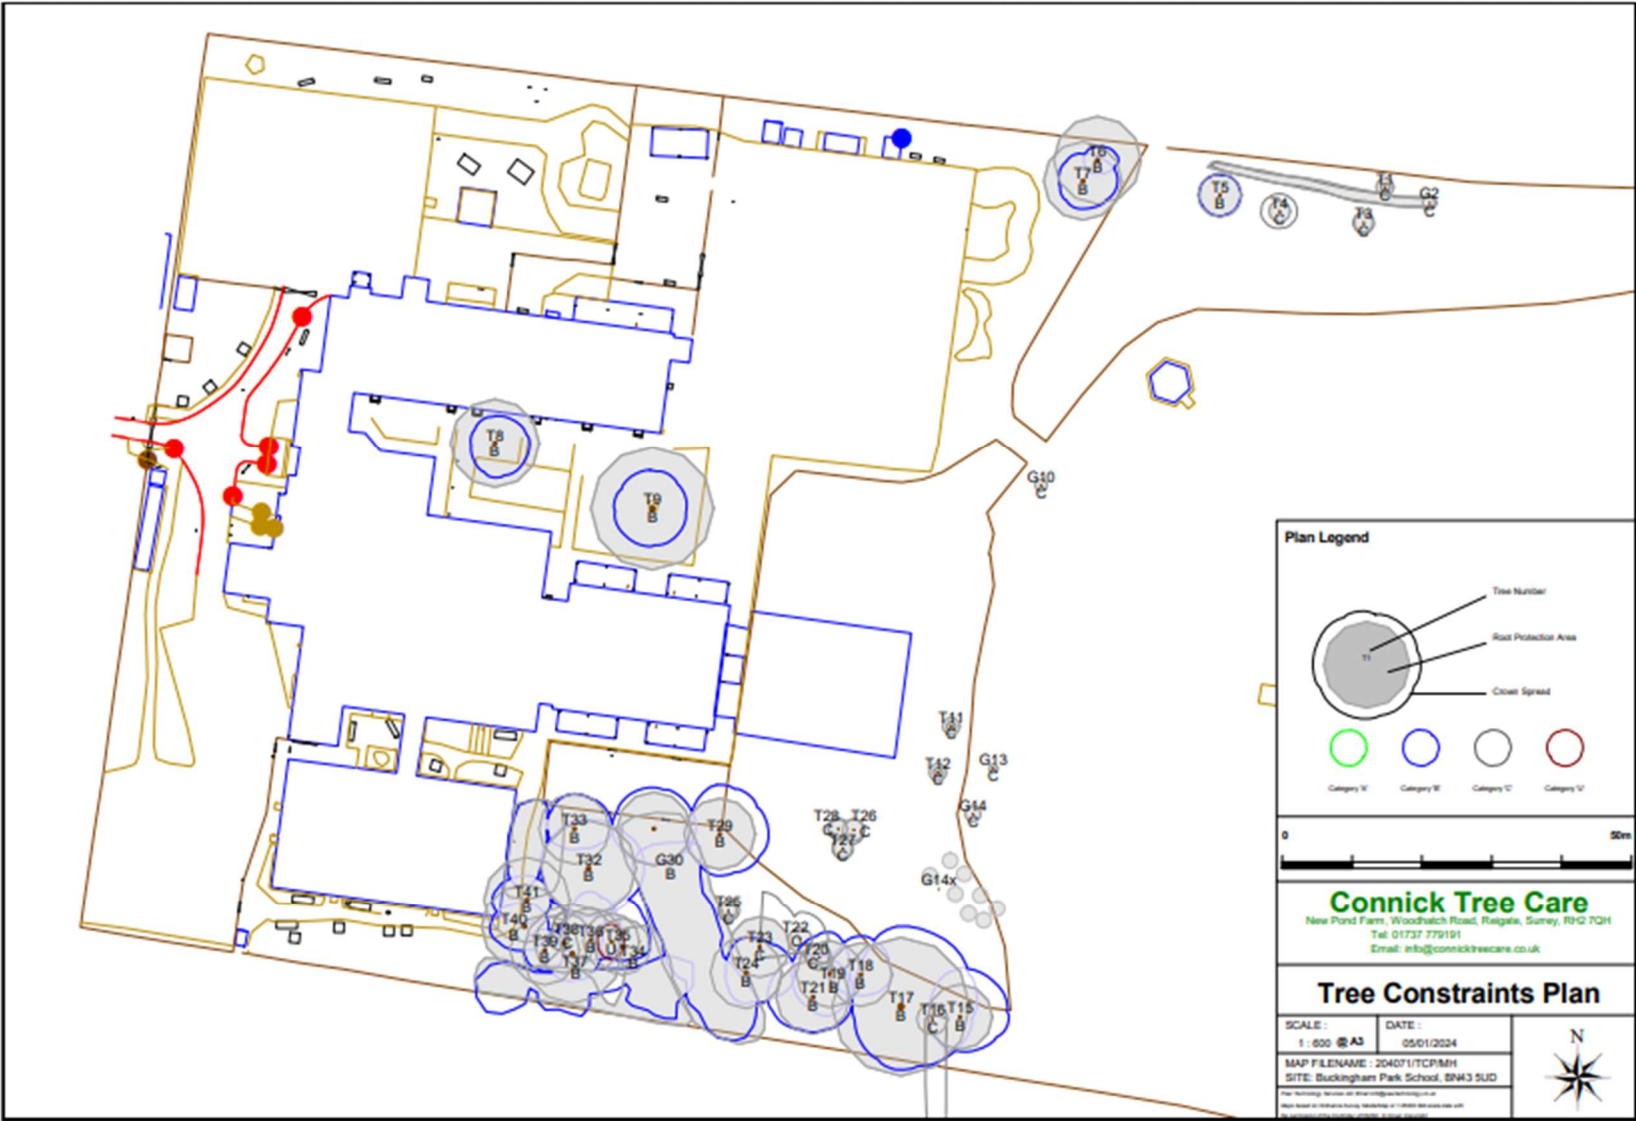 T6
B
T7
B
T5
B
T4
C
T1
C
G2
C
T3
C
T8
B
T9
B
G10
C
T11
C
T12
C
G13
C
G14
C
T28
C
T26
C
T27
C
G14x
T33
B
T32
B
G30
B
T29
B
T41
B
T40
B
T39
B
T38
C
T36
B
T35
U
T34
B
T37
B
T25
C
T23
C
T24
B
T22
C
T20
C
T19
B
T21
B
T18
B
T17
B
T16
C
T15
B
Plan Legend
Tree Number
Root Protection Area
Crown Spread
T1
Category 'A'
Category 'B'
Category 'C'
Category 'U'
0
50m
Connick Tree Care
New Pond Farm, Woodhatch Road, Reigate, Surrey, RH2 7QH
Tel: 01737 779191
Email: info@connicktreecare.co.uk
Tree Constraints Plan
SCALE :
1 : 600 @ A3
DATE :
05/01/2024
MAP FILENAME : 204071/TCP/MH
SITE: Buckingham Park School, BN43 5UD
N